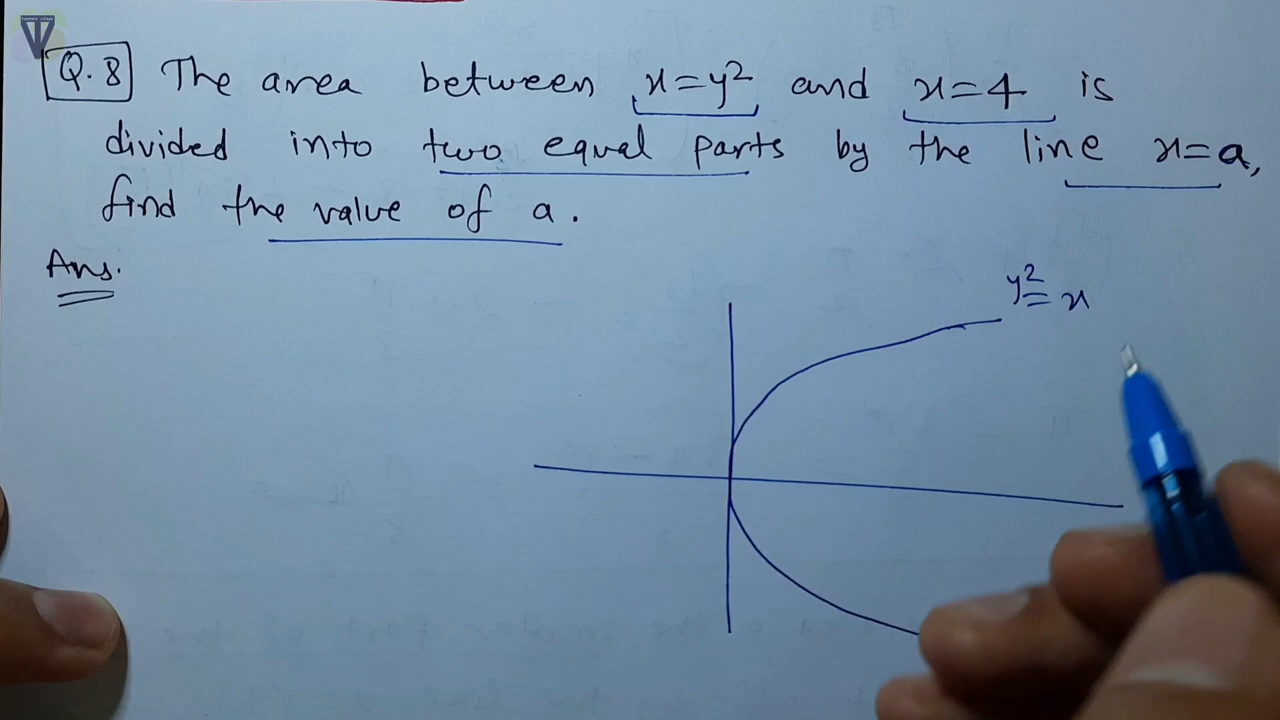 Q.8 The area between x=y² and x=4 is
divided into two equal parts by the line x=a,
find the value of a.
Ans.
y²=x